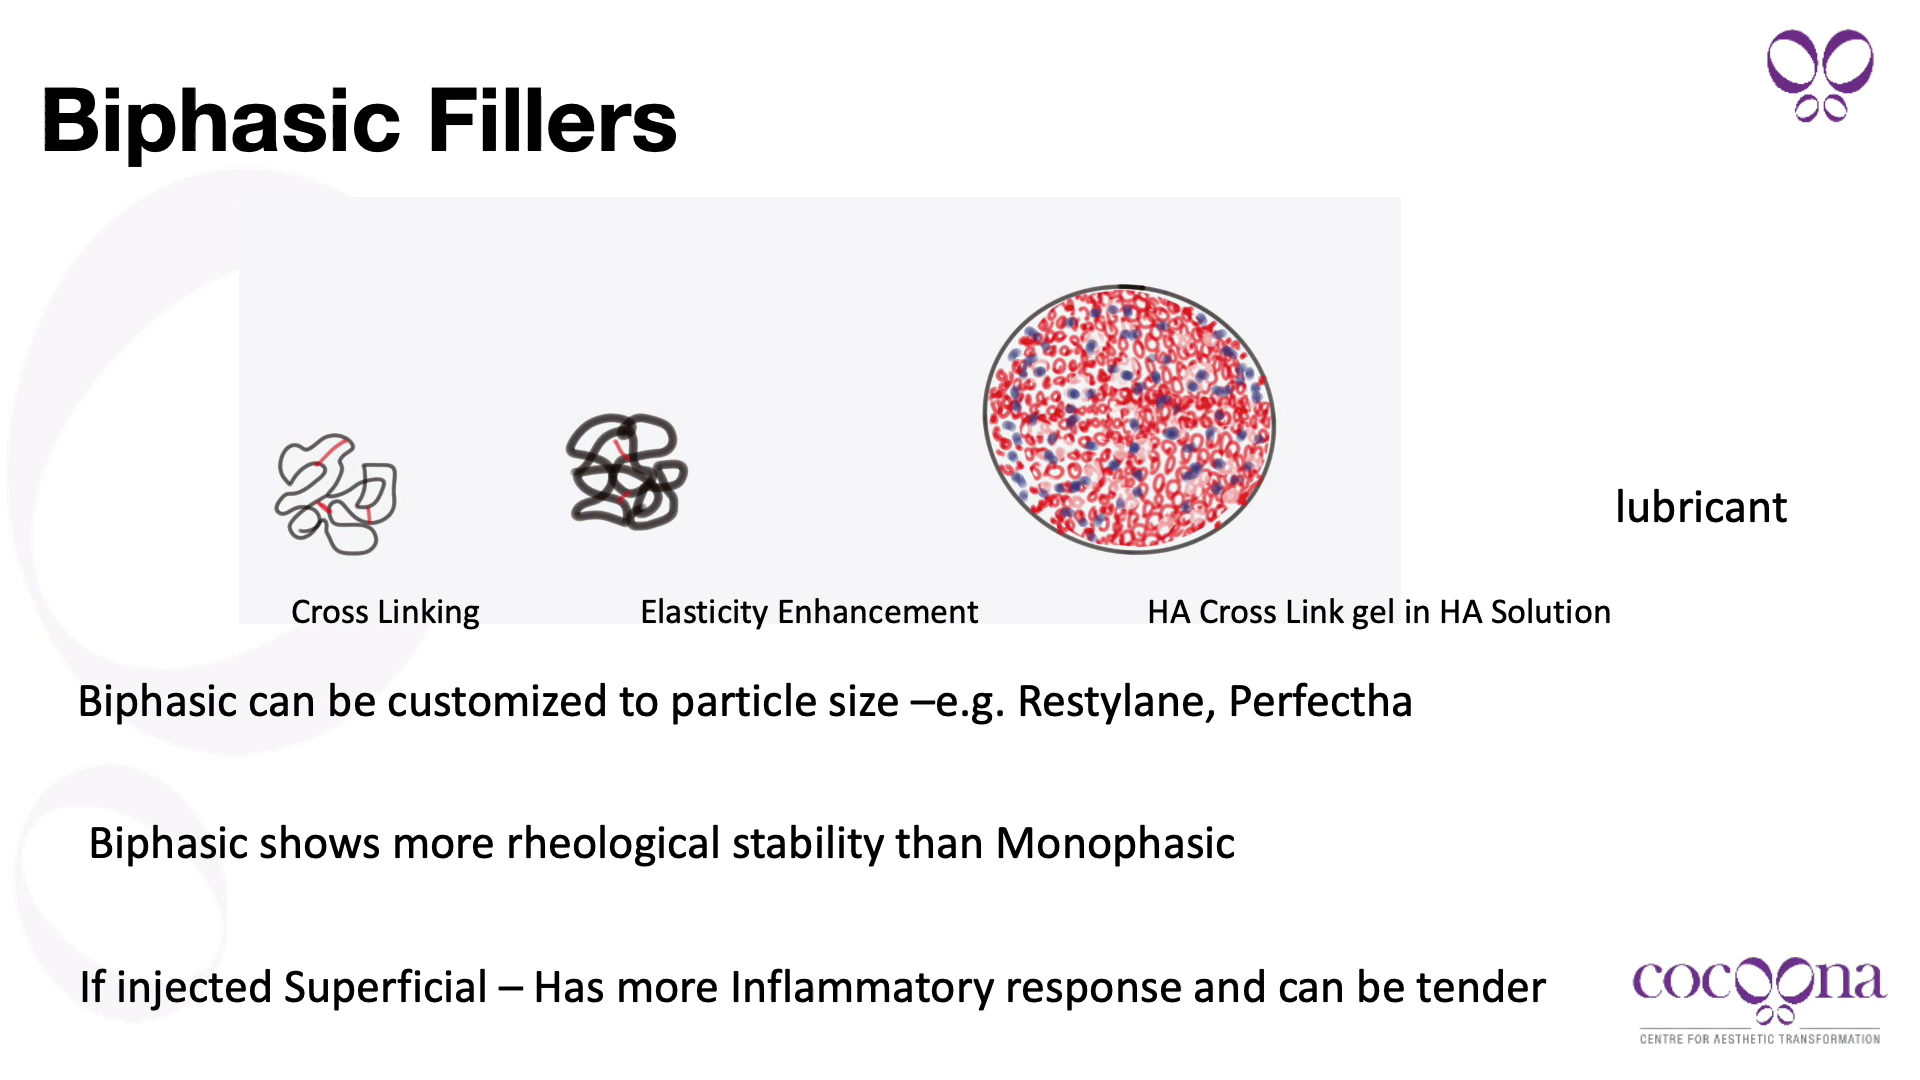 Biphasic Fillers
lubricant
Cross Linking
Elasticity Enhancement
HA Cross Link gel in HA Solution
Biphasic can be customized to particle size –e.g. Restylane, Perfectha
Biphasic shows more rheological stability than Monophasic
If injected Superficial – Has more Inflammatory response and can be tender
cocoona
CENTRE FOR AESTHETIC TRANSFORMATION